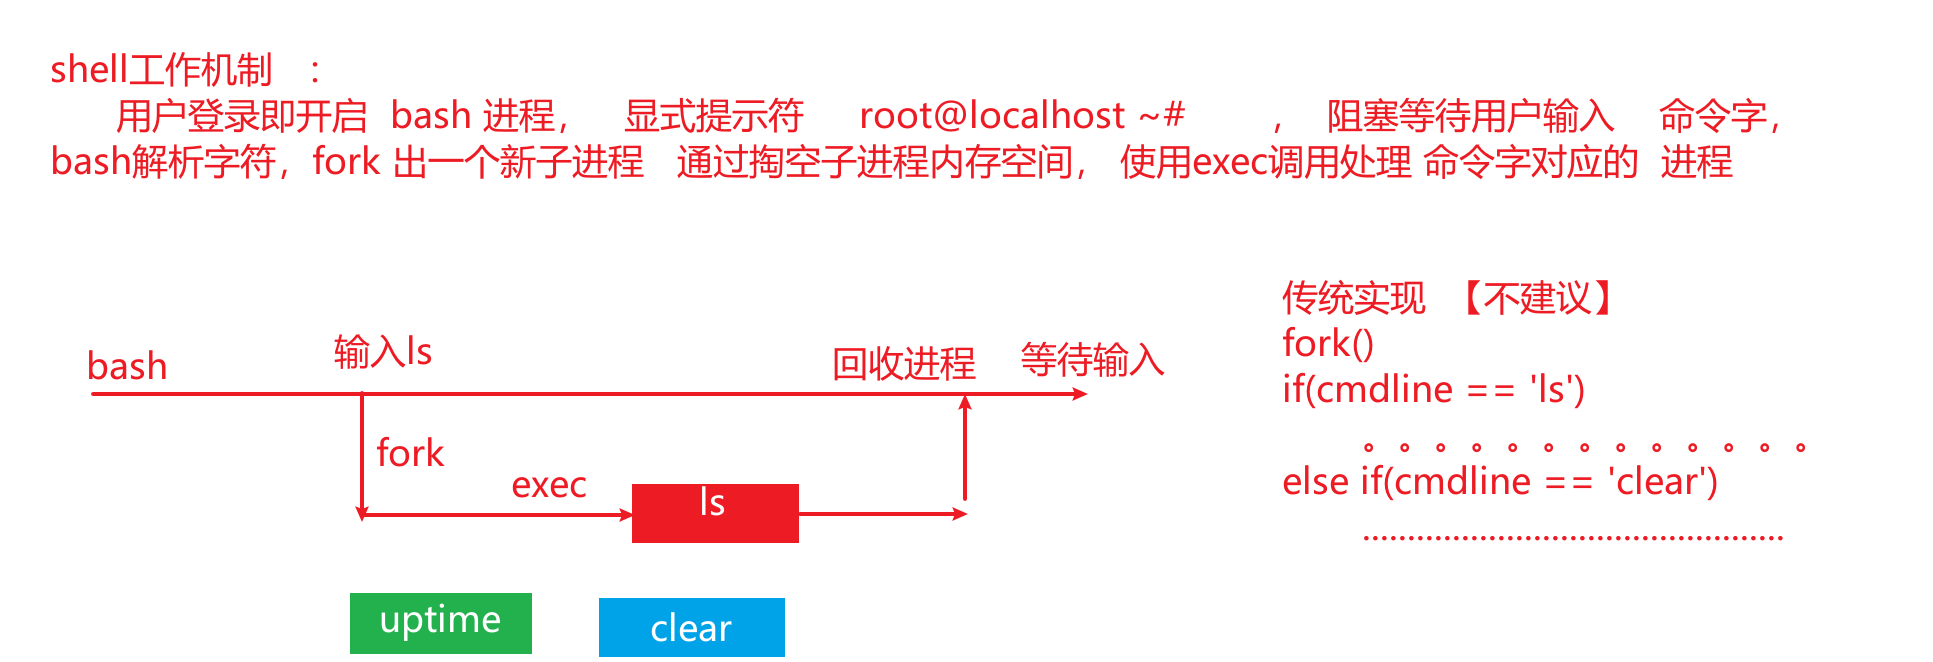 shell工作机制 ：
用户登录即开启 bash 进程， 显式提示符 root@localhost ~# ， 阻塞等待用户输入 命令字，
bash解析字符，fork 出一个新子进程 通过掏空子进程内存空间， 使用exec调用处理 命令字对应的 进程
传统实现 【不建议】
fork()
if(cmdline == 'ls')
。。。。。。。。。。。。。
else if(cmdline == 'clear')
...............................................
bash
输入ls
回收进程
等待输入
fork
exec
ls
uptime
clear